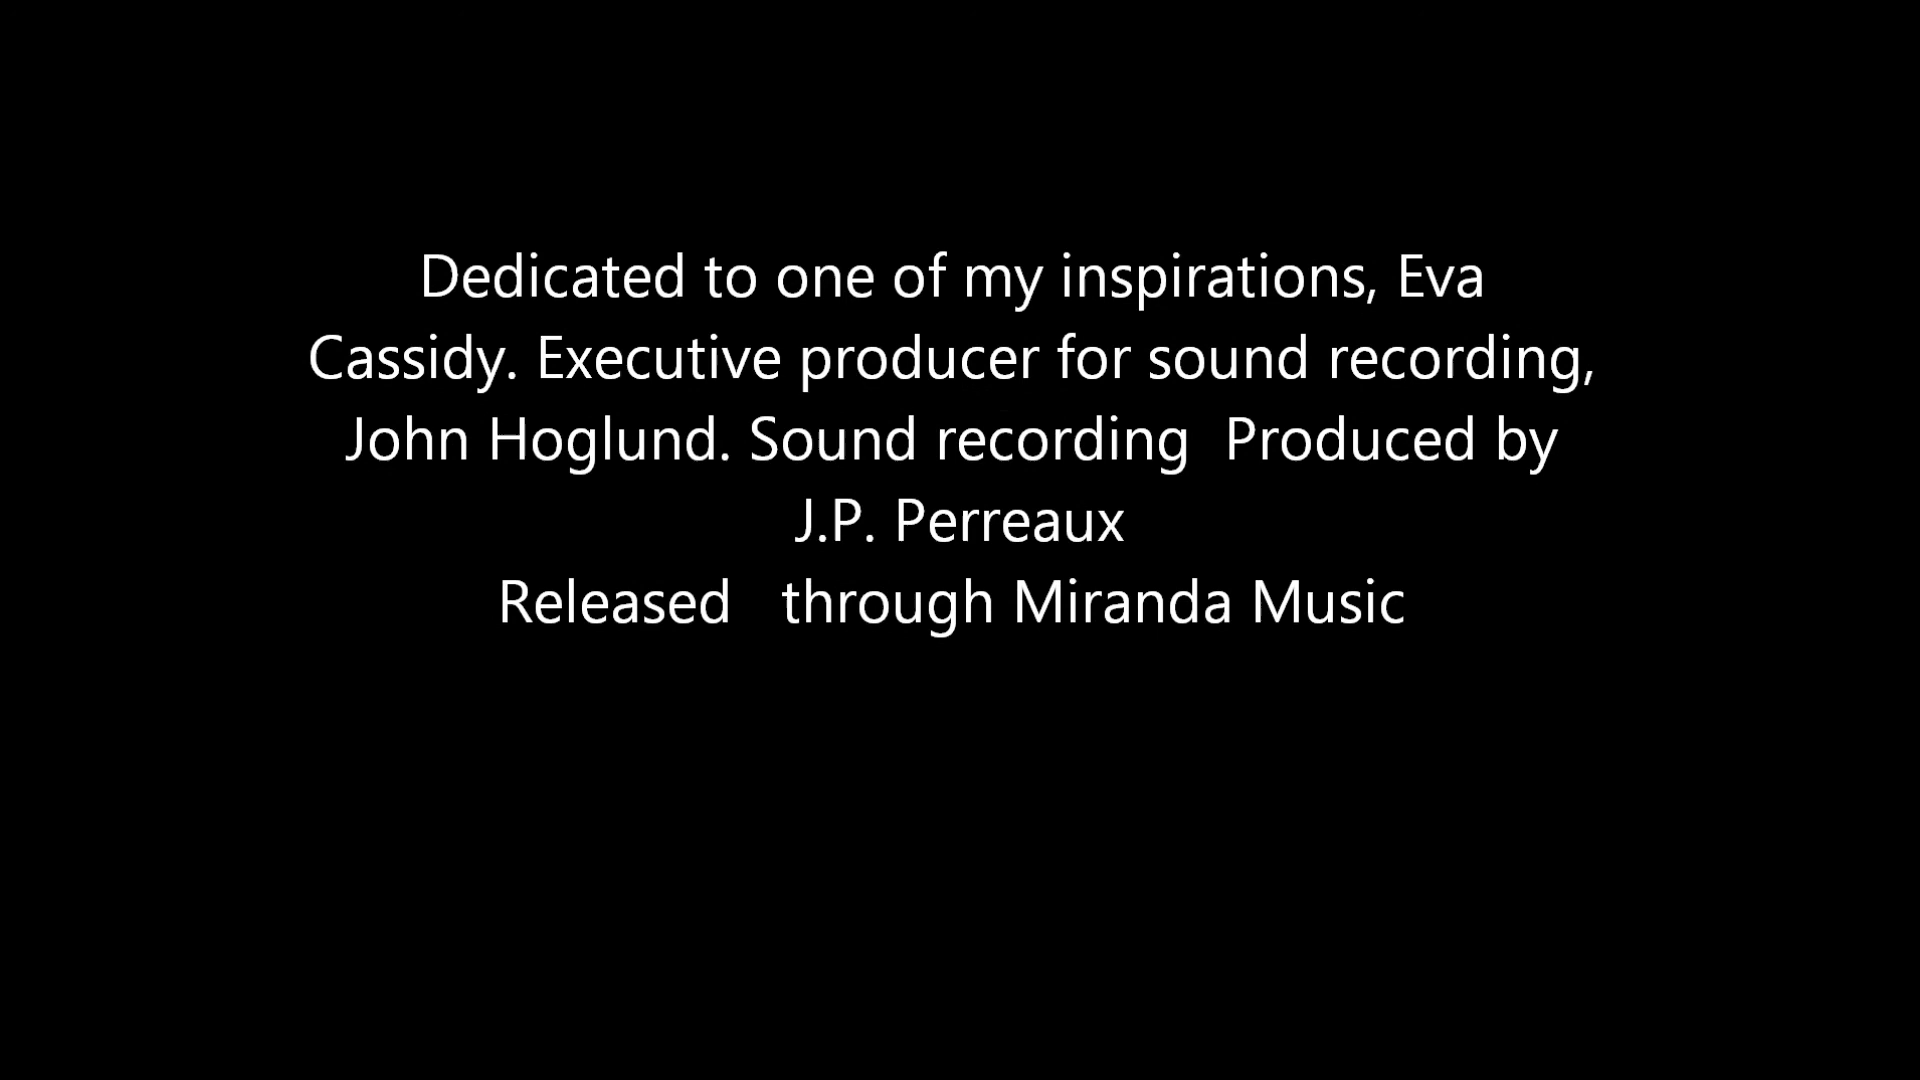 Dedicated to one of my inspirations, Eva
Cassidy. Executive producer for sound recording,
John Hoglund. Sound recording  Produced by
J.P. Perreaux
Released   through Miranda Music